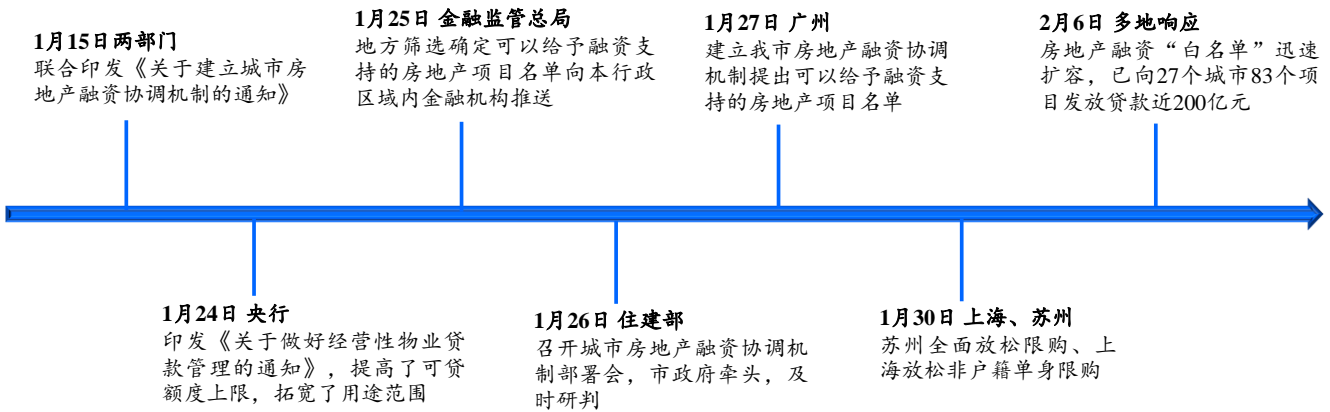 1月15日两部门
联合印发《关于建立城市房
地产融资协调机制的通知》
1月25日 金融监管总局
地方筛选确定可以给予融资支
持的房地产项目名单向本行政
区域内金融机构推送
1月27日 广州
建立我市房地产融资协调
机制提出可以给予融资支
持的房地产项目名单
2月6日 多地响应
房地产融资“白名单”迅速
扩容，已向27个城市83个项
目发放贷款近200亿元
1月24日 央行
印发《关于做好经营性物业贷
款管理的通知》，提高了可贷
额度上限，拓宽了用途范围
1月26日 住建部
召开城市房地产融资协调机
制部署会，市政府牵头，及
时研判
1月30日 上海、苏州
苏州全面放松限购、上
海放松非户籍单身限购